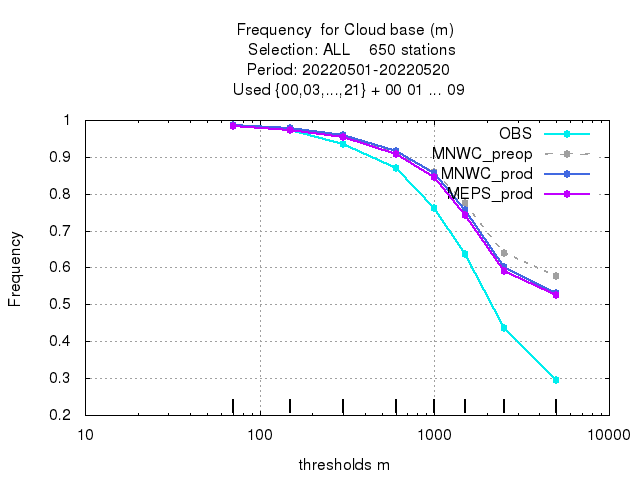 Frequency  for Cloud base (m)
Selection: ALL    650 stations
Period: 20220501-20220520
Used {00,03,...,21} + 00 01 ... 09
1
0.9
0.8
0.7
0.6
0.5
0.4
0.3
0.2
Frequency
OBS
MNWC_preop
MNWC_prod
MEPS_prod
10
100
1000
10000
thresholds m